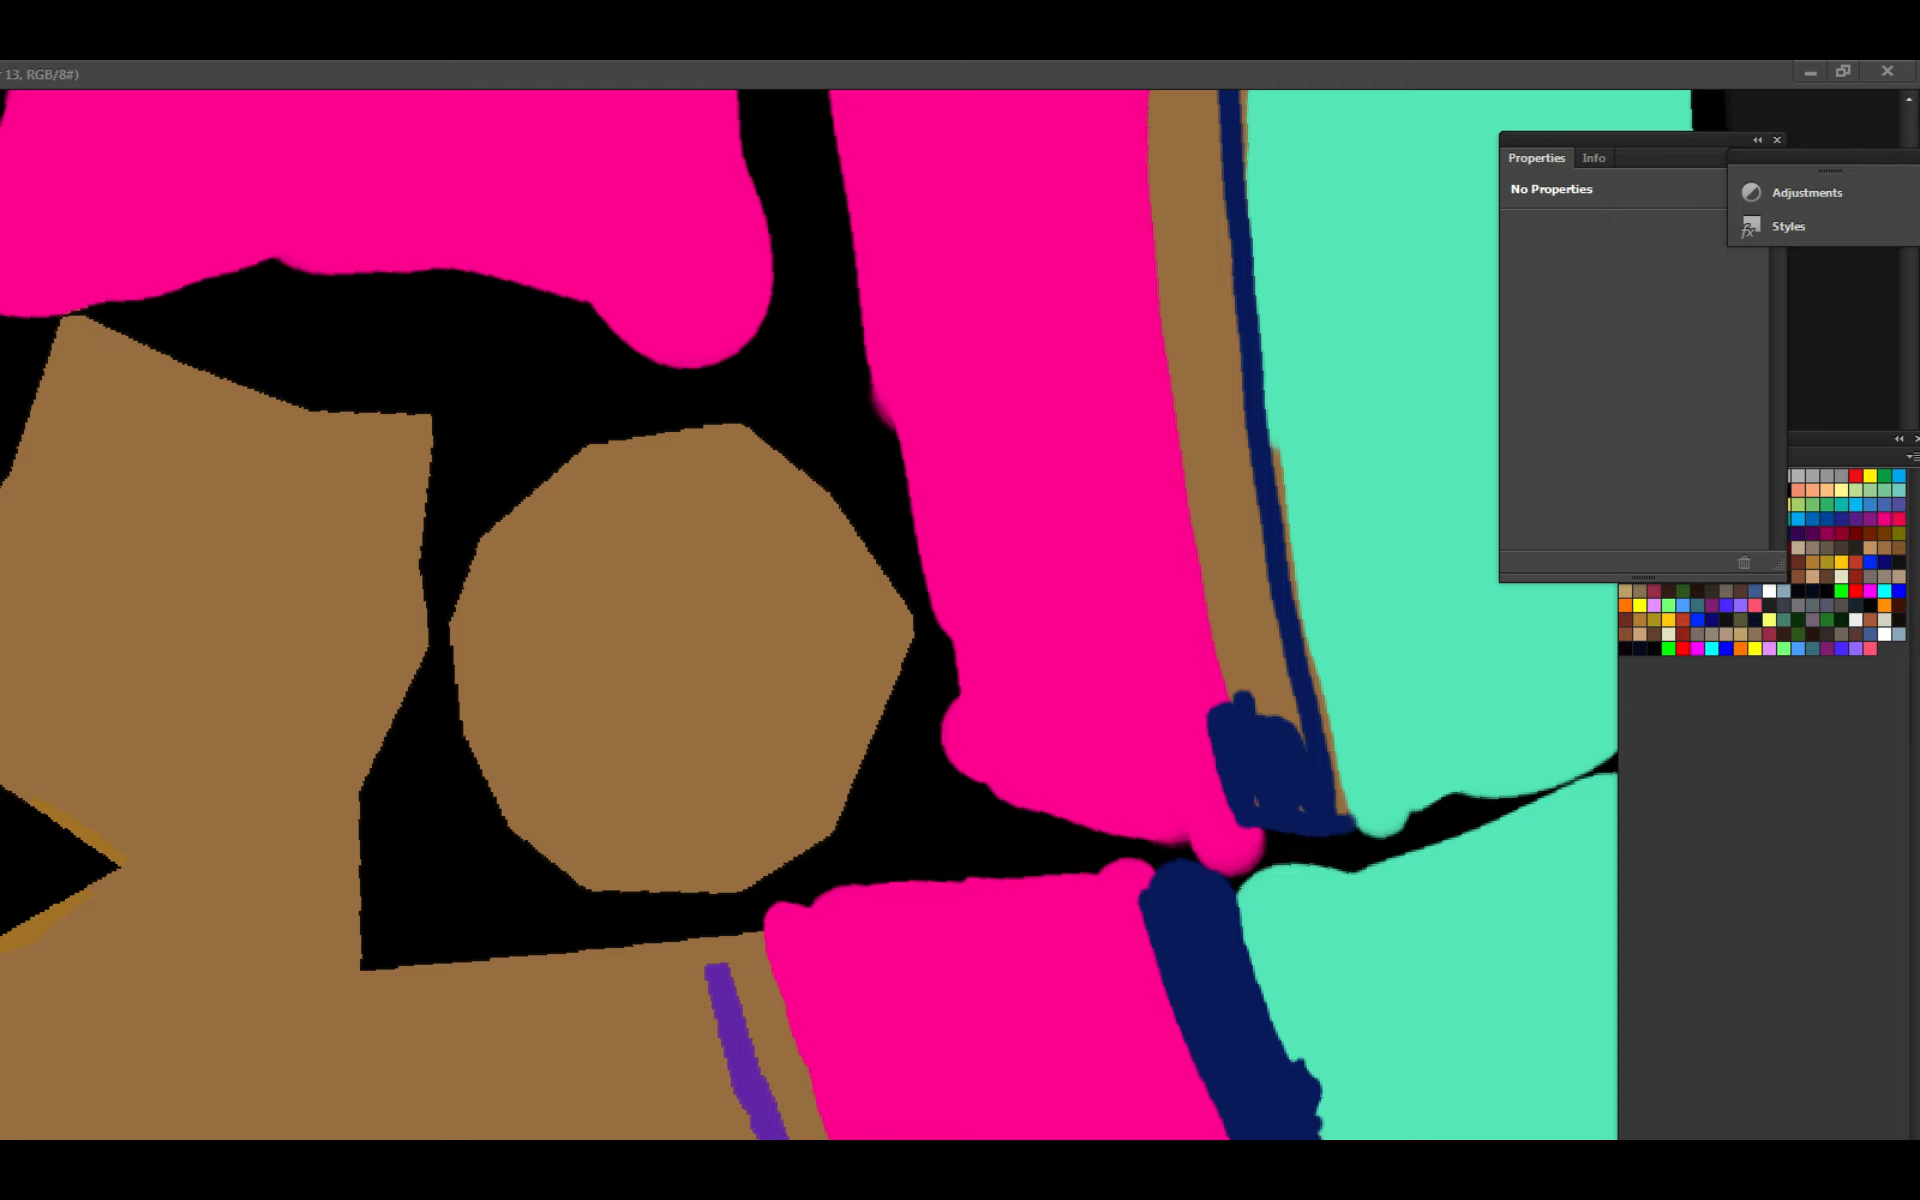 13, RGB/8#)
Properties Info
No Properties
Adjustments
Styles